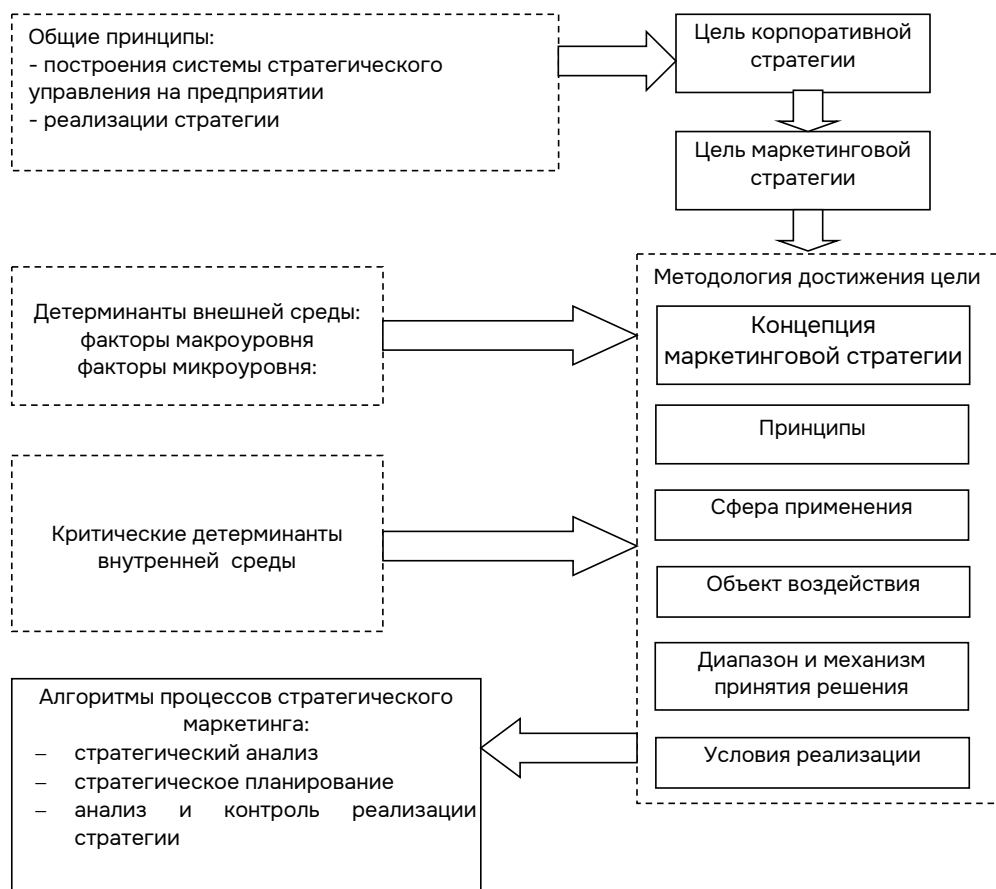 Общие принципы:
- построения системы стратегического
управления на предприятии
- реализации стратегии
Цель корпоративной
стратегии
Цель маркетинговой
стратегии
Детерминанты внешней среды:
факторы макроуровня
факторы микроуровня:
Критические детерминанты
внутренней среды
Методология достижения цели
Концепция
маркетинговой стратегии
Принципы
Сфера применения
Объект воздействия
Диапазон и механизм
принятия решения
Условия реализации
Алгоритмы процессов стратегического
маркетинга:
– стратегический анализ
– стратегическое планирование
– анализ и контроль реализации
стратегии